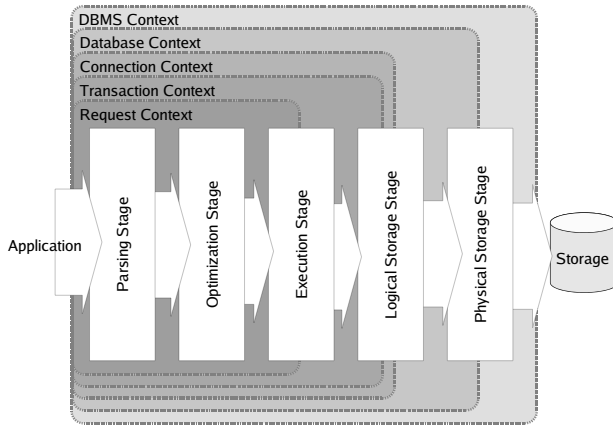 DBMS Context
Database Context
Connection Context
Transaction Context
Request Context
Application
Parsing Stage
Optimization Stage
Execution Stage
Logical Storage Stage
Physical Storage Stage
Storage